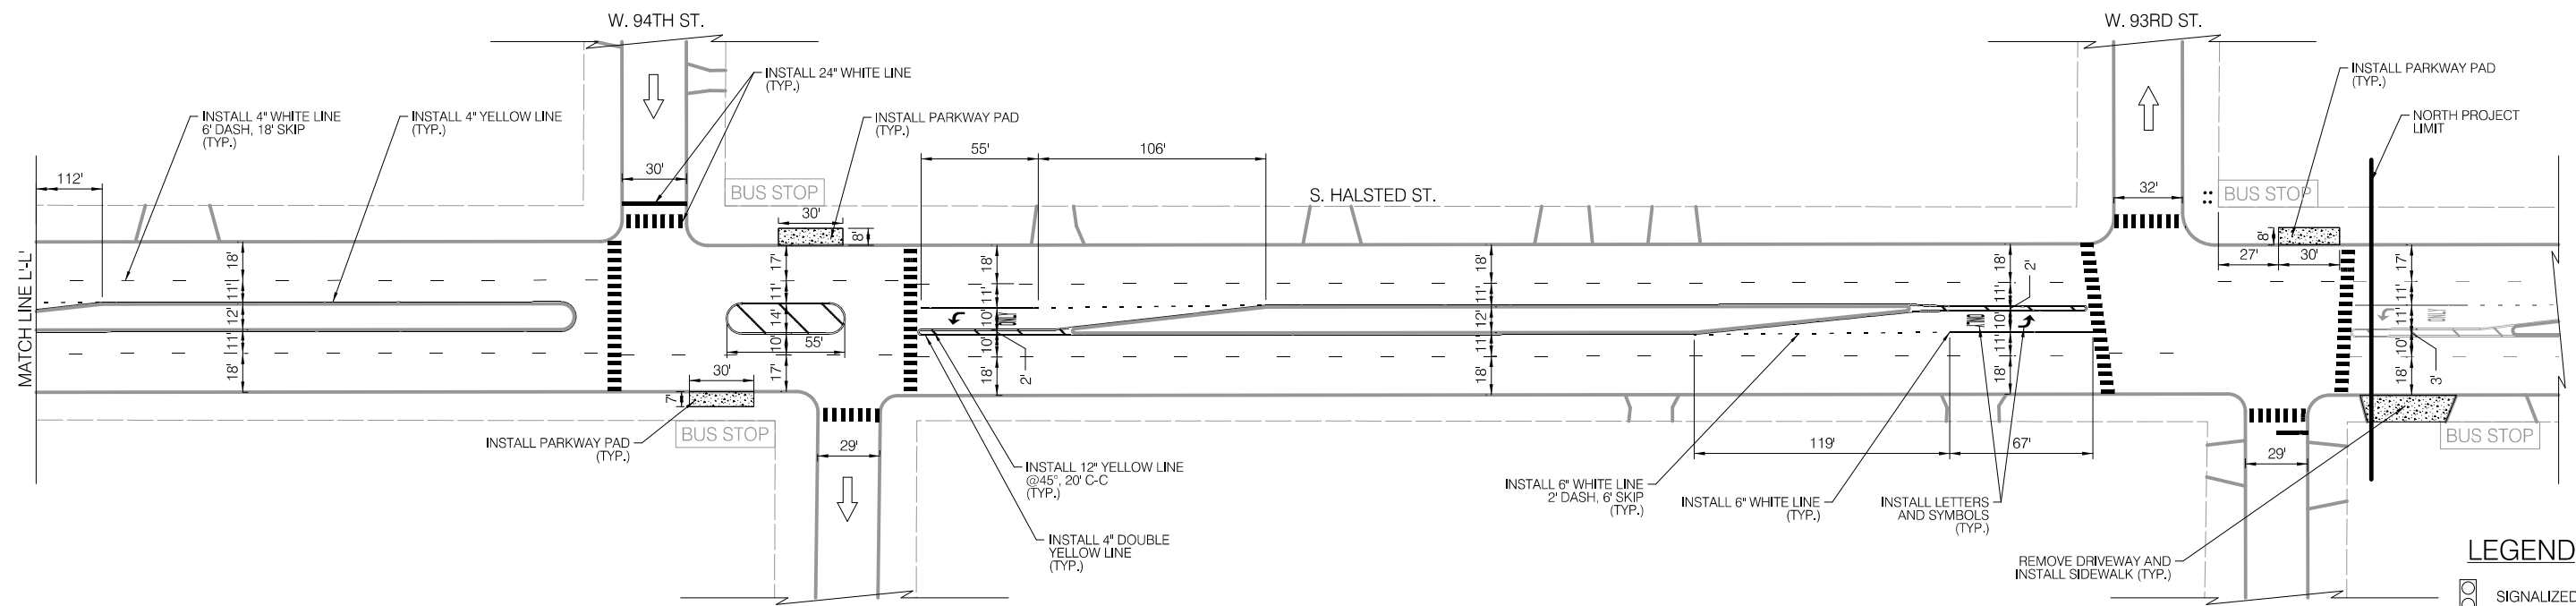 W. 94TH ST.
W. 93RD ST.
INSTALL 24" WHITE LINE
(TYP.)
INSTALL PARKWAY PAD
(TYP.)
INSTALL 4" WHITE LINE
6' DASH, 18' SKIP
(TYP.)
INSTALL 4" YELLOW LINE
(TYP.)
INSTALL PARKWAY PAD
(TYP.)
NORTH PROJECT
LIMIT
55'
106'
112'
30'
BUS STOP
S. HALSTED ST.
32'
BUS STOP
30'
8'
8'
27'
30'
MATCH LINE L'-L'
18'
11'
12'
11'
18'
17'
11'
14'
10'
17'
55'
18'
11'
10'
10'
18'
2'
ONLY
18'
11'
12'
11'
18'
18'
11'
10'
11'
18'
2'
ONLY
17'
11'
11'
10'
18'
3'
ONLY
30'
7'
BUS STOP
INSTALL PARKWAY PAD
(TYP.)
29'
INSTALL 12" YELLOW LINE
@45°, 20' C-C
(TYP.)
INSTALL 4" DOUBLE
YELLOW LINE
(TYP.)
119'
67'
INSTALL 6" WHITE LINE
2' DASH, 6' SKIP
(TYP.)
INSTALL 6" WHITE LINE
(TYP.)
INSTALL LETTERS
AND SYMBOLS
(TYP.)
29'
BUS STOP
REMOVE DRIVEWAY AND
INSTALL SIDEWALK (TYP.)
LEGEND
SIGNALIZED